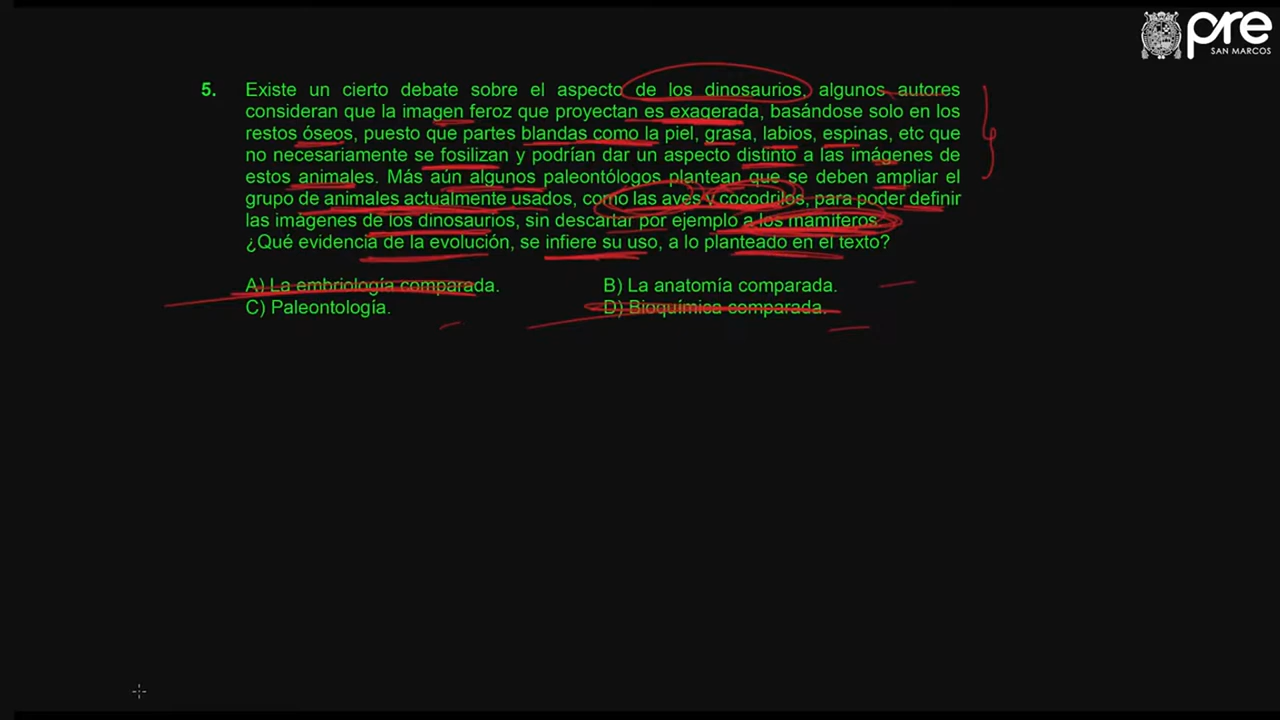 pre
SAN MARCOS
5. Existe un cierto debate sobre el aspecto de los dinosaurios, algunos autores
consideran que la imagen feroz que proyectan es exagerada, basándose solo en los
restos óseos, puesto que partes blandas como la piel, grasa, labios, espinas, etc que
no necesariamente se fosilizan y podrían dar un aspecto distinto a las imágenes de
estos animales. Más aún algunos paleontólogos plantean que se deben ampliar el
grupo de animales actualmente usados, como las aves y cocodrilos, para poder definir
las imágenes de los dinosaurios, sin descartar por ejemplo a los mamíferos.
¿Qué evidencia de la evolución, se infiere su uso, a lo planteado en el texto?
A) La embriología comparada. B) La anatomía comparada.
C) Paleontología. D) Bioquímica comparada.